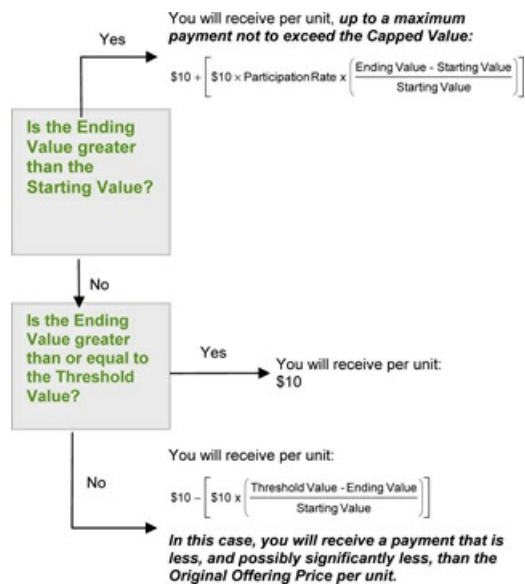 You will receive per unit, up to a maximum
payment not to exceed the Capped Value:
Yes
$10 + [ $10 × Participation Rate x ( Ending Value - Starting Value / Starting Value ) ]
Is the Ending
Value greater
than the
Starting Value?
No
Is the Ending
Value greater
than or equal to
the Threshold
Value?
Yes
You will receive per unit:
$10
No
You will receive per unit:
$10 – [ $10 x ( Threshold Value - Ending Value / Starting Value ) ]
In this case, you will receive a payment that is
less, and possibly significantly less, than the
Original Offering Price per unit.